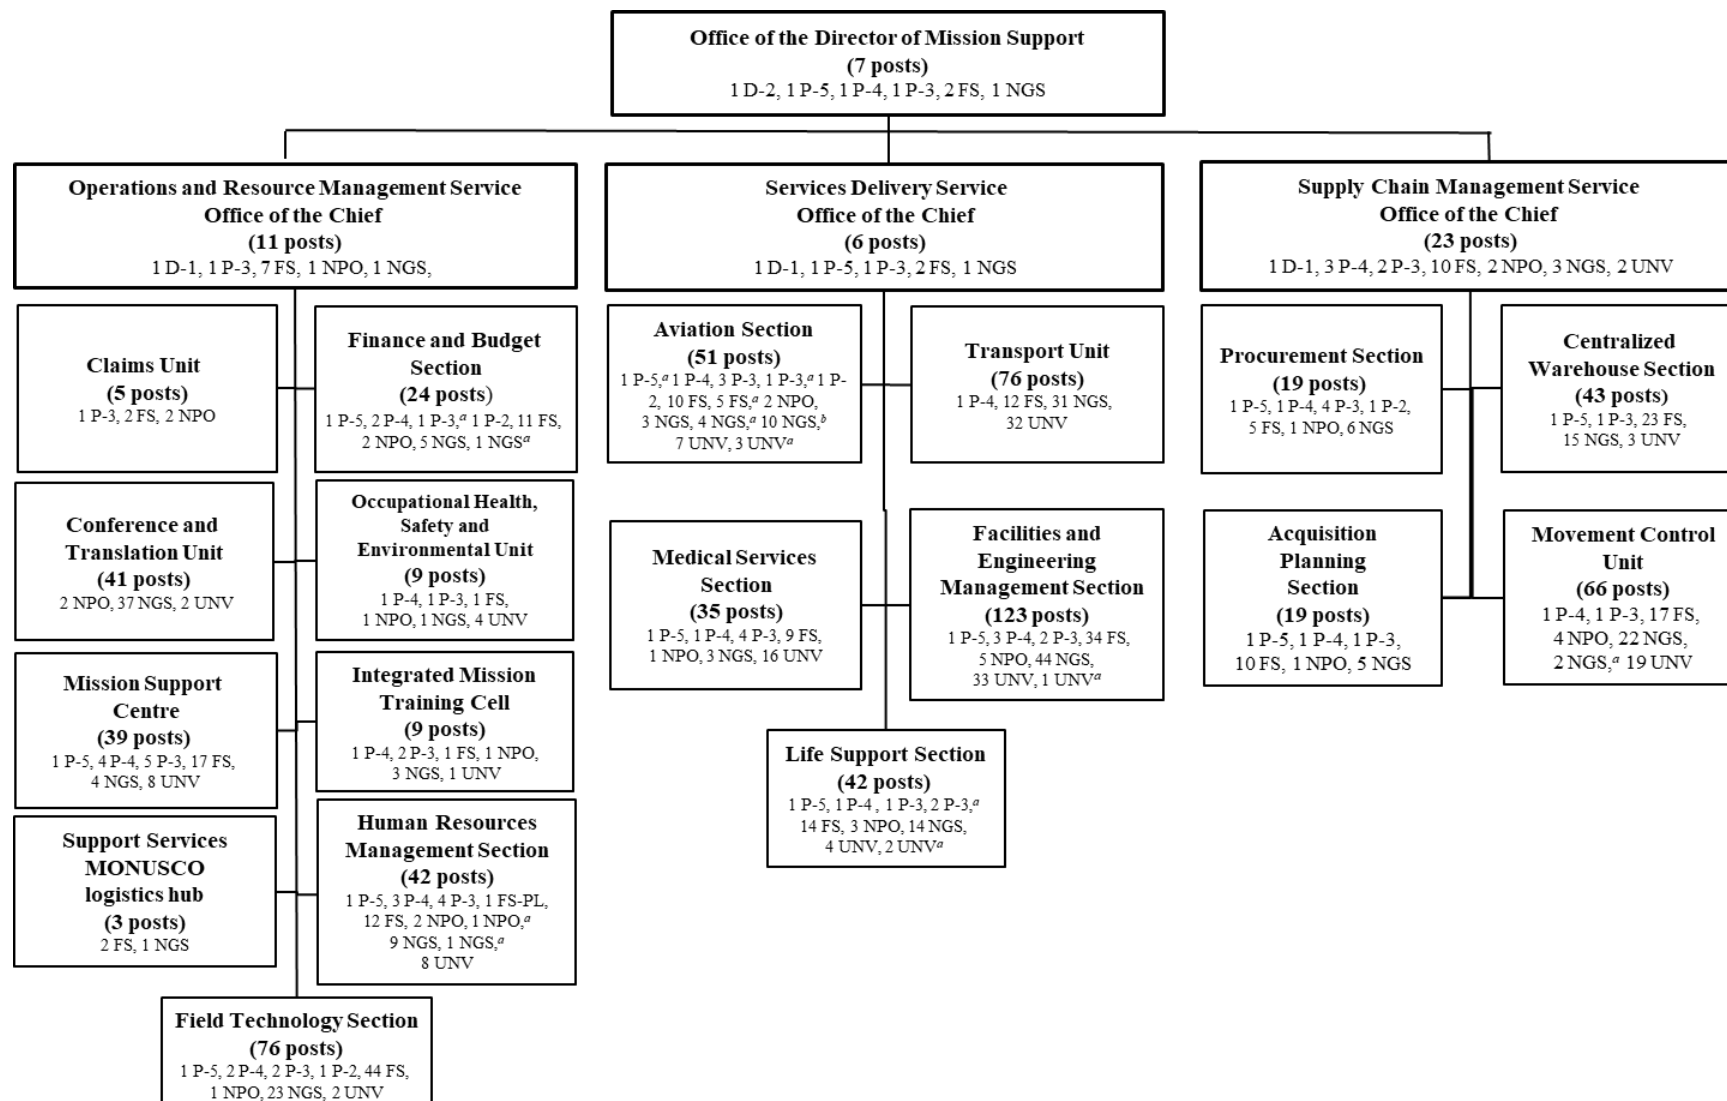 Office of the Director of Mission Support
(7 posts)
1 D-2, 1 P-5, 1 P-4, 1 P-3, 2 FS, 1 NGS
Operations and Resource Management Service
Office of the Chief
(11 posts)
1 D-1, 1 P-3, 7 FS, 1 NPO, 1 NGS,
Services Delivery Service
Office of the Chief
(6 posts)
1 D-1, 1 P-5, 1 P-3, 2 FS, 1 NGS
Supply Chain Management Service
Office of the Chief
(23 posts)
1 D-1, 3 P-4, 2 P-3, 10 FS, 2 NPO, 3 NGS, 2 UNV
Claims Unit
(5 posts)
1 P-3, 2 FS, 2 NPO
Finance and Budget
Section
(24 posts)
1 P-5, 2 P-4, 1 P-3,a 1 P-2, 11 FS,
2 NPO, 5 NGS, 1 NGSa
Conference and
Translation Unit
(41 posts)
2 NPO, 37 NGS, 2 UNV
Occupational Health,
Safety and
Environmental Unit
(9 posts)
1 P-4, 1 P-3, 1 FS,
1 NPO, 1 NGS, 4 UNV
Mission Support
Centre
(39 posts)
1 P-5, 4 P-4, 5 P-3, 17 FS,
4 NGS, 8 UNV
Integrated Mission
Training Cell
(9 posts)
1 P-4, 2 P-3, 1 FS, 1 NPO,
3 NGS, 1 UNV
Support Services
MONUSCO
logistics hub
(3 posts)
2 FS, 1 NGS
Human Resources
Management Section
(42 posts)
1 P-5, 3 P-4, 4 P-3, 1 FS-PL,
12 FS, 2 NPO, 1 NPO,a
9 NGS, 1 NGS,a
8 UNV
Field Technology Section
(76 posts)
1 P-5, 2 P-4, 2 P-3, 1 P-2, 44 FS,
1 NPO, 23 NGS, 2 UNV
Aviation Section
(51 posts)
1 P-5,a 1 P-4, 3 P-3, 1 P-3,a 1 P-
2, 10 FS, 5 FS,a 2 NPO,
3 NGS, 4 NGS,a 10 NGS,b
7 UNV, 3 UNVa
Transport Unit
(76 posts)
1 P-4, 12 FS, 31 NGS,
32 UNV
Medical Services
Section
(35 posts)
1 P-5, 1 P-4, 4 P-3, 9 FS,
1 NPO, 3 NGS, 16 UNV
Facilities and
Engineering
Management Section
(123 posts)
1 P-5, 3 P-4, 2 P-3, 34 FS,
5 NPO, 44 NGS,
33 UNV, 1 UNVa
Life Support Section
(42 posts)
1 P-5, 1 P-4 , 1 P-3, 2 P-3,a
14 FS, 3 NPO, 14 NGS,
4 UNV, 2 UNVa
Procurement Section
(19 posts)
1 P-5, 1 P-4, 4 P-3, 1 P-2,
5 FS, 1 NPO, 6 NGS
Centralized
Warehouse Section
(43 posts)
1 P-5, 1 P-3, 23 FS,
15 NGS, 3 UNV
Acquisition
Planning
Section
(19 posts)
1 P-5, 1 P-4, 1 P-3,
10 FS, 1 NPO, 5 NGS
Movement Control
Unit
(66 posts)
1 P-4, 1 P-3, 17 FS,
4 NPO, 22 NGS,
2 NGS,a 19 UNV